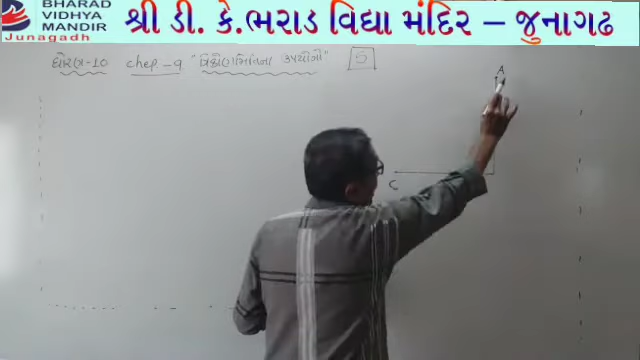 BHARAD
VIDHYA
MANDIR
Junagadh
શ્રી ડી. કે.ભરાડ વિદ્યા મંદિર – જુનાગઢ
ધોરણ-10 chep-9 "ત્રિકોણમિતિના ઉપયોગો"
A
C